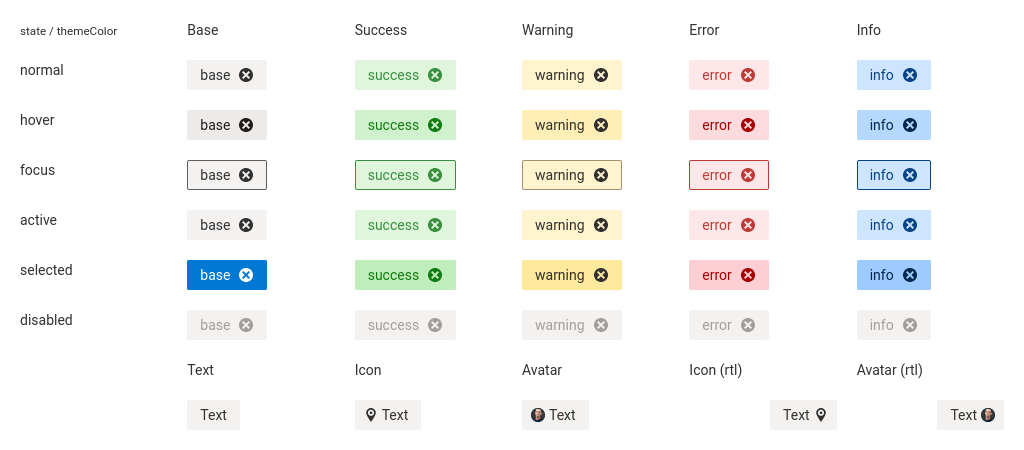 state / themeColor Base Success Warning Error Info
normal base success warning error info
hover base success warning error info
focus base success warning error info
active base success warning error info
selected base success warning error info
disabled base success warning error info
Text Icon Avatar Icon (rtl) Avatar (rtl)
Text Text Text Text Text